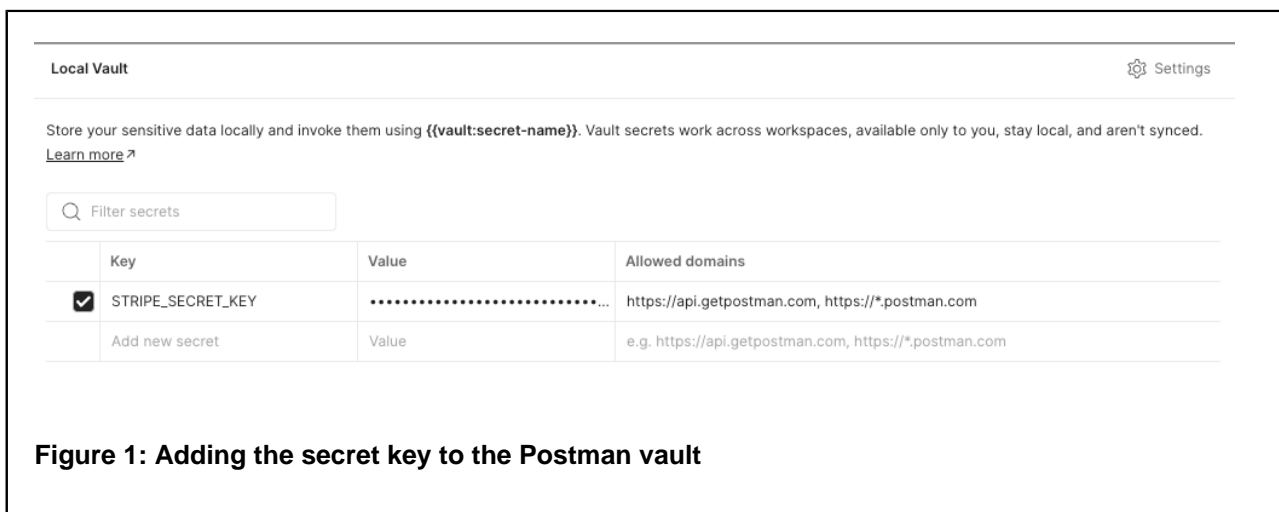 Local Vault
Settings
Store your sensitive data locally and invoke them using {{vault:secret-name}}. Vault secrets work across workspaces, available only to you, stay local, and aren't synced.
Learn more↗
Filter secrets
Key Value Allowed domains
STRIPE_SECRET_KEY ••••••••••••••••••••••••••••... https://api.getpostman.com, https://*.postman.com
Add new secret Value e.g. https://api.getpostman.com, https://*.postman.com
Figure 1: Adding the secret key to the Postman vault